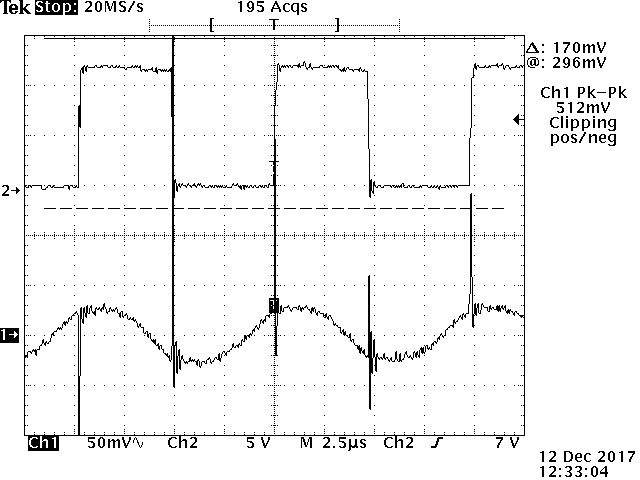 Tek Stop: 20MS/s 195 Acqs
[ T ]
Δ: 170mV
@: 296mV
Ch1 Pk–Pk
512mV
Clipping
pos/neg
2→
1→
Ch1 50mV∿ Ch2 5 V M 2.5µs Ch2 ƒ 7 V
12 Dec 2017
12:33:04